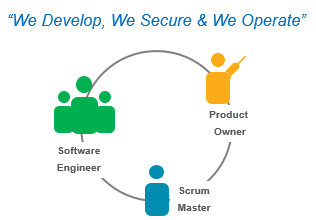 “We Develop, We Secure & We Operate”
Product
Owner
Software
Engineer
Scrum
Master